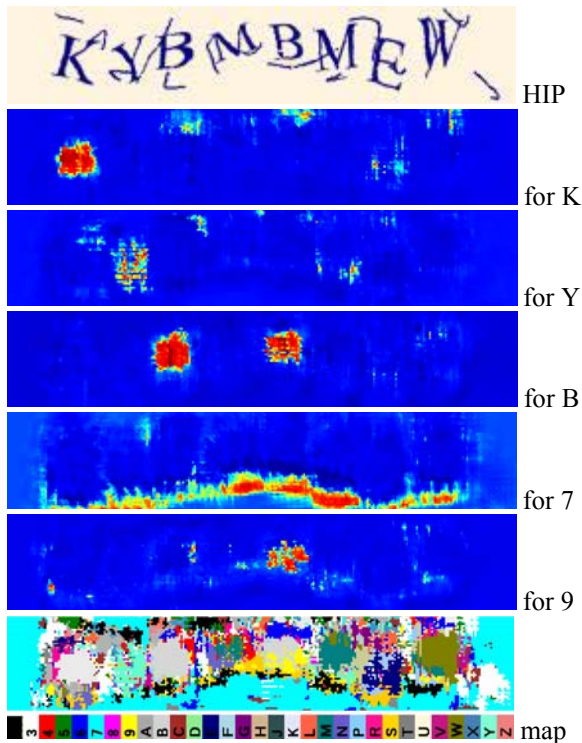 KYBMBMEW
HIP
for K
for Y
for B
for 7
for 9
3 4 5 6 7 8 9 A B C D E F G H J K L M N P R S T U V W X Y Z map